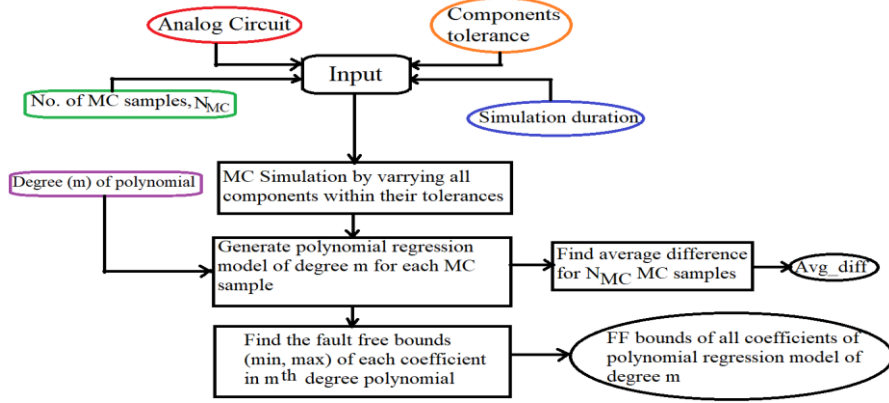 Analog Circuit
Components
tolerance
Input
No. of MC samples, NMC
Simulation duration
MC Simulation by varrying all
components within their tolerances
Degree (m) of polynomial
Generate polynomial regression
model of degree m for each MC
sample
Find average difference
for NMC MC samples
Avg_diff
Find the fault free bounds
(min, max) of each coefficient
in mth degree polynomial
FF bounds of all coefficients of
polynomial regression model of
degree m